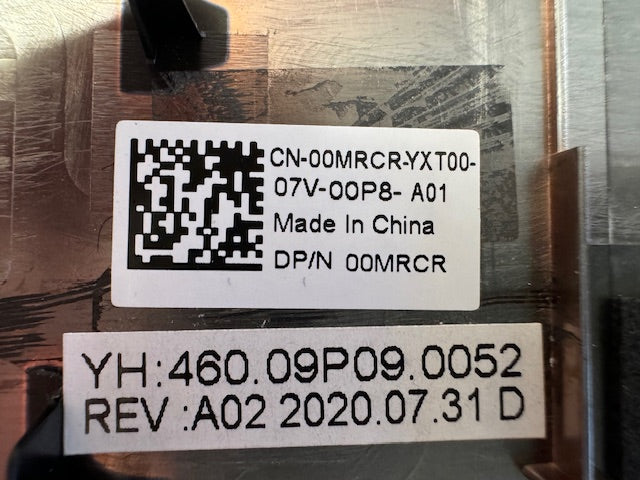 CN-00MRCR-YXT00-
07V-00P8- A01
Made In China
DP/N 00MRCR
YH:460.09P09.0052
REV :A02 2020.07.31 D